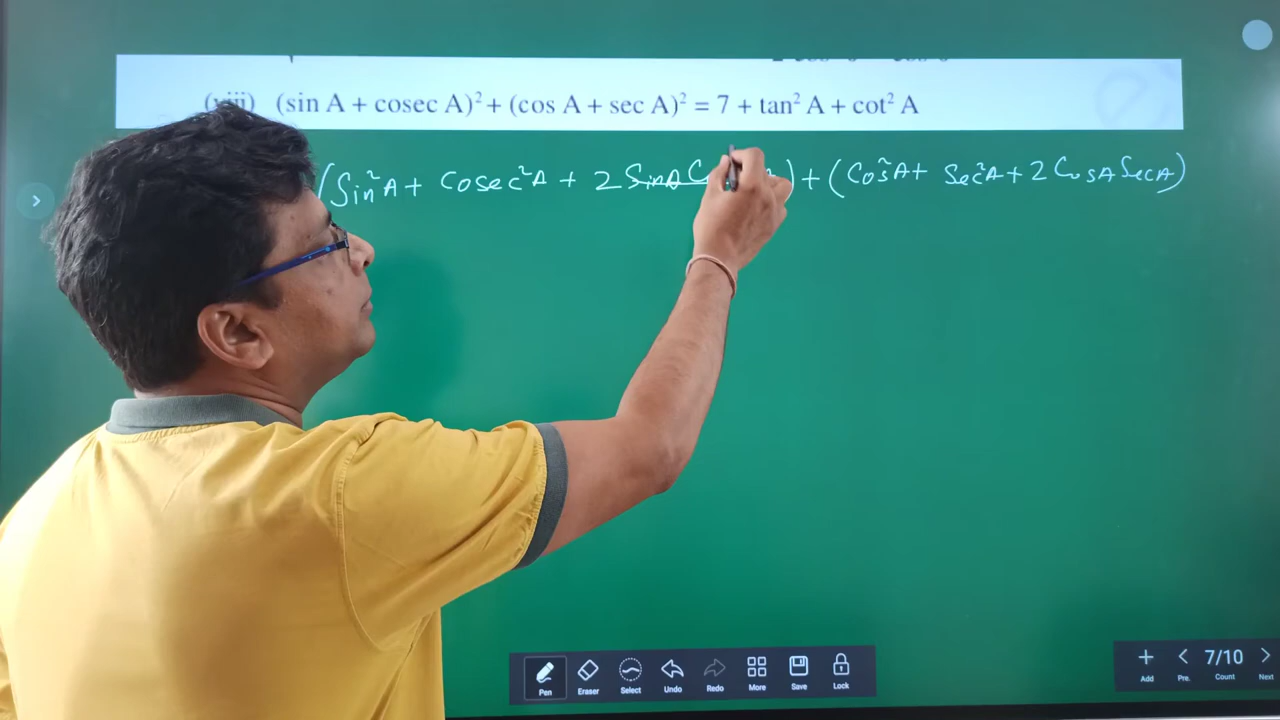 (viii) (sin A + cosec A)² + (cos A + sec A)² = 7 + tan² A + cot² A
(Sin²A + Cosec²A + 2 SinA ) + (Cos²A + Sec²A + 2 CosA SecA)
Pen Eraser Select Undo Redo More Save Lock
+ < 7/10 >
Add Pre. Count Next